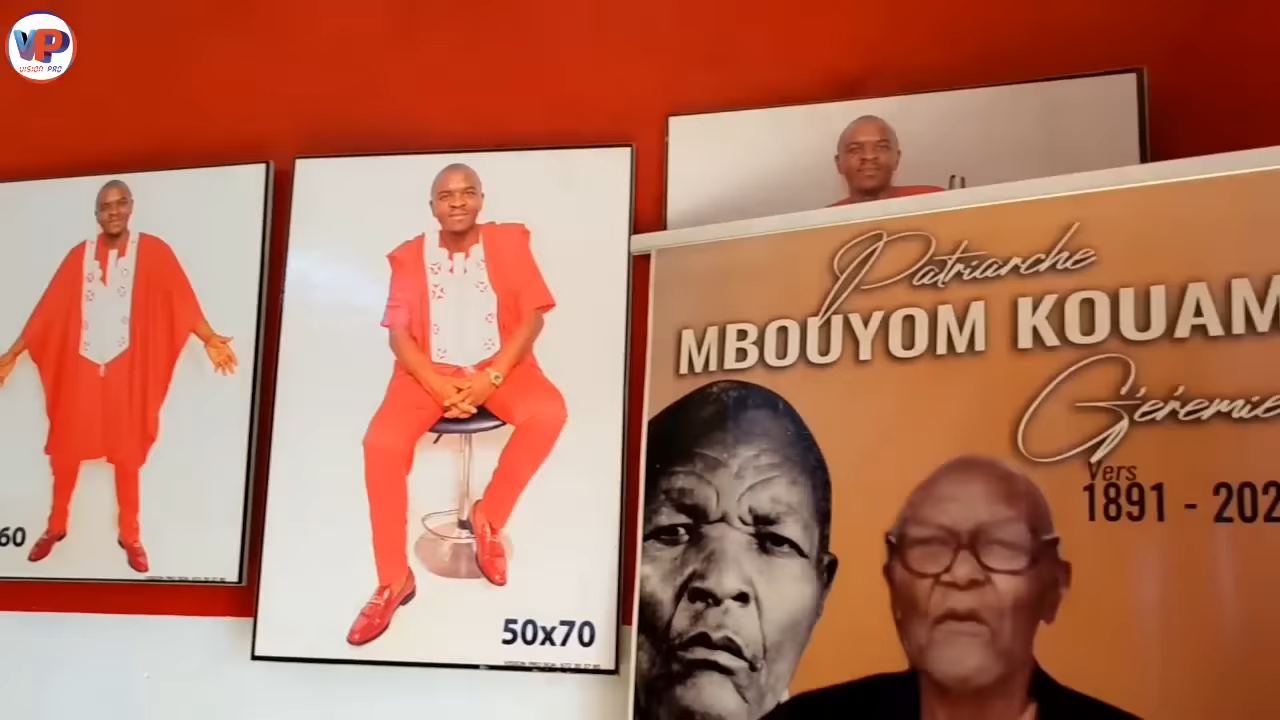 VP
VISION PRO
60
50x70
Patriarche
MBOUYOM KOUAM
Géremie
Vers
1891 - 202